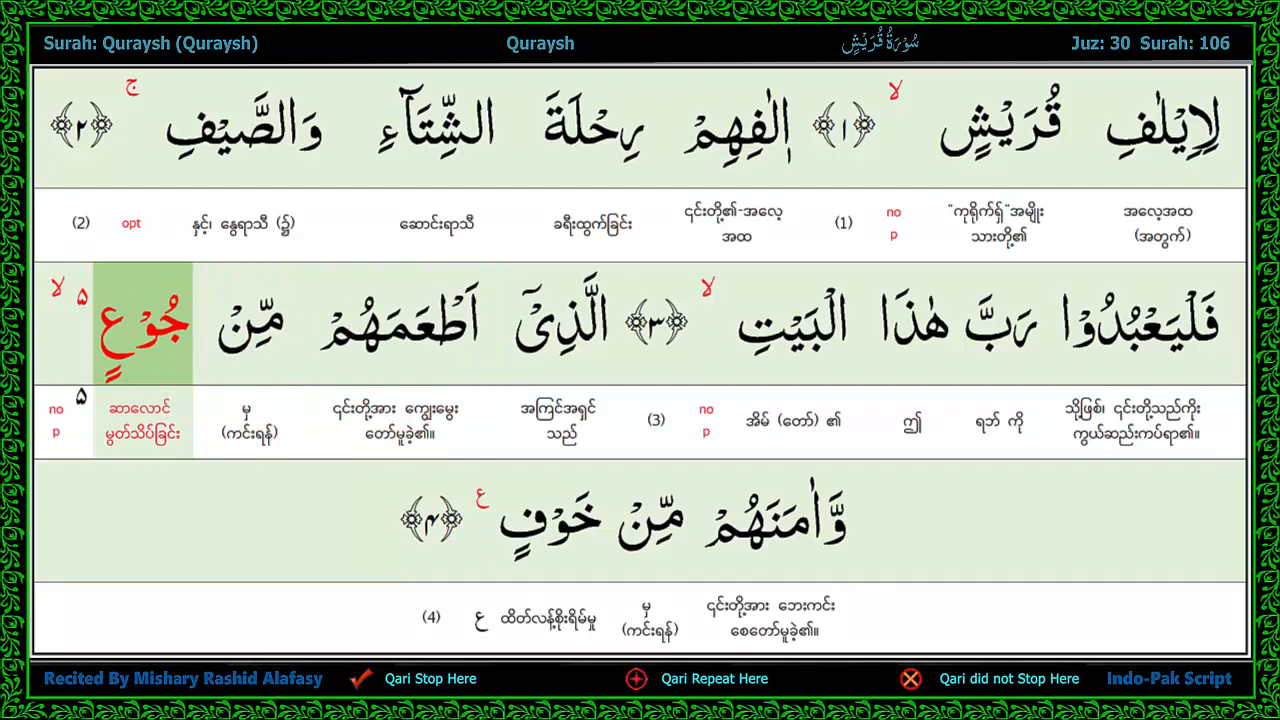 Surah: Quraysh (Quraysh) Quraysh سُوْرَةُ قُرَيْشٍ Juz: 30 Surah: 106
لِاِيْلٰفِ قُرَيْشٍ ۙ ﴿۱﴾ اٖلٰفِهِمْ رِحْلَةَ الشِّتَآءِ وَالصَّيْفِ ۚ ﴿۲﴾
အလေ့အထ (အတွက်) "ကုရိုက်ရှ်"အမျိုးသားတို့၏ no p (1) ၎င်းတို့၏-အလေ့အထ ခရီးထွက်ခြင်း ဆောင်းရာသီ နှင့်၊ နွေရာသီ (၌) opt (2)
فَلْيَعْبُدُوْا رَبَّ هٰذَا الْبَيْتِ ۙ ﴿۳﴾ الَّذِىْۤ اَطْعَمَهُمْ مِّنْ جُوْعٍ ۵ ۙ
သို့ဖြစ်၊ ၎င်းတို့သည်ကိုးကွယ်ဆည်းကပ်ရာ၏။ ရဗ် ကို ဤ အိမ် (တော်) ၏ no p (3) အကြင်အရှင်သည် ၎င်းတို့အား ကျွေးမွေးတော်မူခဲ့၏။ မှ (ကင်းရန်) ဆာလောင်မွတ်သိပ်ခြင်း ۵ no p
وَّاٰمَنَهُمْ مِّنْ خَوْفٍ ع ﴿۴﴾
၎င်းတို့အား ဘေးကင်းစေတော်မူခဲ့၏။ မှ (ကင်းရန်) ထိတ်လန့်စိုးရိမ်မှု ع (4)
Recited By Mishary Rashid Alafasy Qari Stop Here Qari Repeat Here Qari did not Stop Here Indo-Pak Script